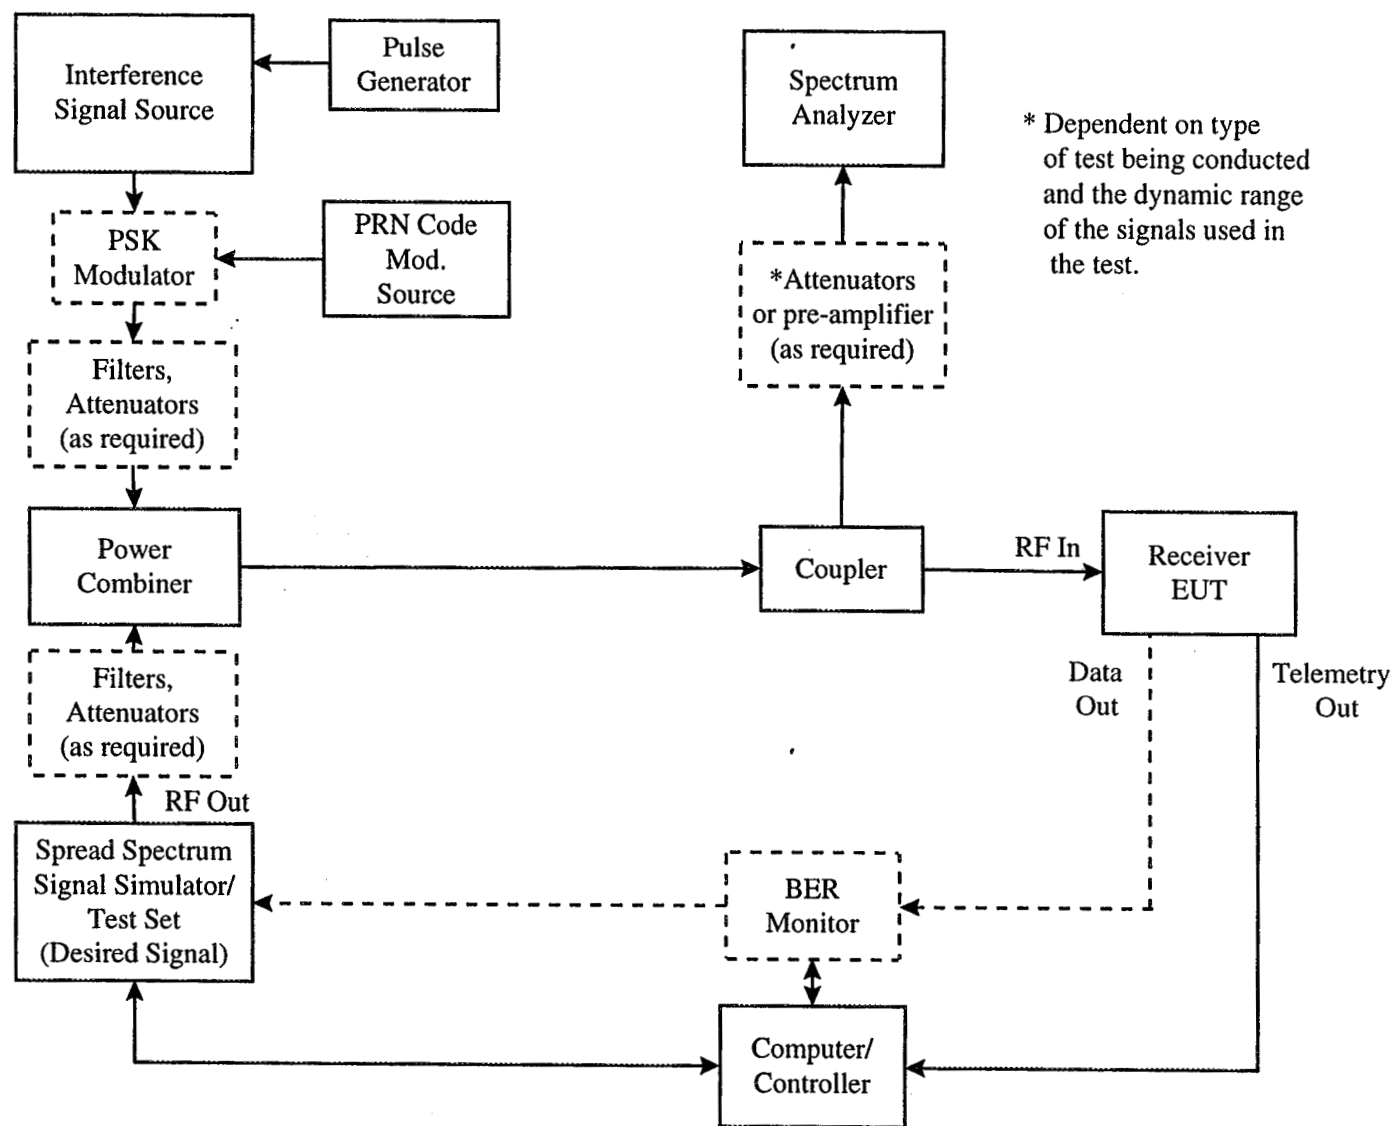 Interference
Signal Source
Pulse
Generator
Spectrum
Analyzer
* Dependent on type
of test being conducted
and the dynamic range
of the signals used in
the test.
PSK
Modulator
PRN Code
Mod.
Source
*Attenuators
or pre-amplifier
(as required)
Filters,
Attenuators
(as required)
Power
Combiner
Coupler
RF In
Receiver
EUT
Filters,
Attenuators
(as required)
Data
Out
Telemetry
Out
RF Out
Spread Spectrum
Signal Simulator/
Test Set
(Desired Signal)
BER
Monitor
Computer/
Controller